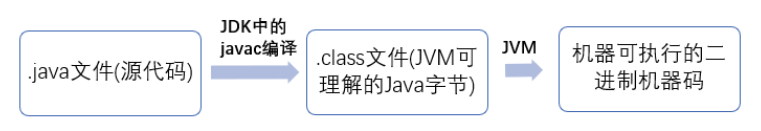 .java文件(源代码)
JDK中的
javac编译
.class文件(JVM可
理解的Java字节)
JVM
机器可执行的二
进制机器码